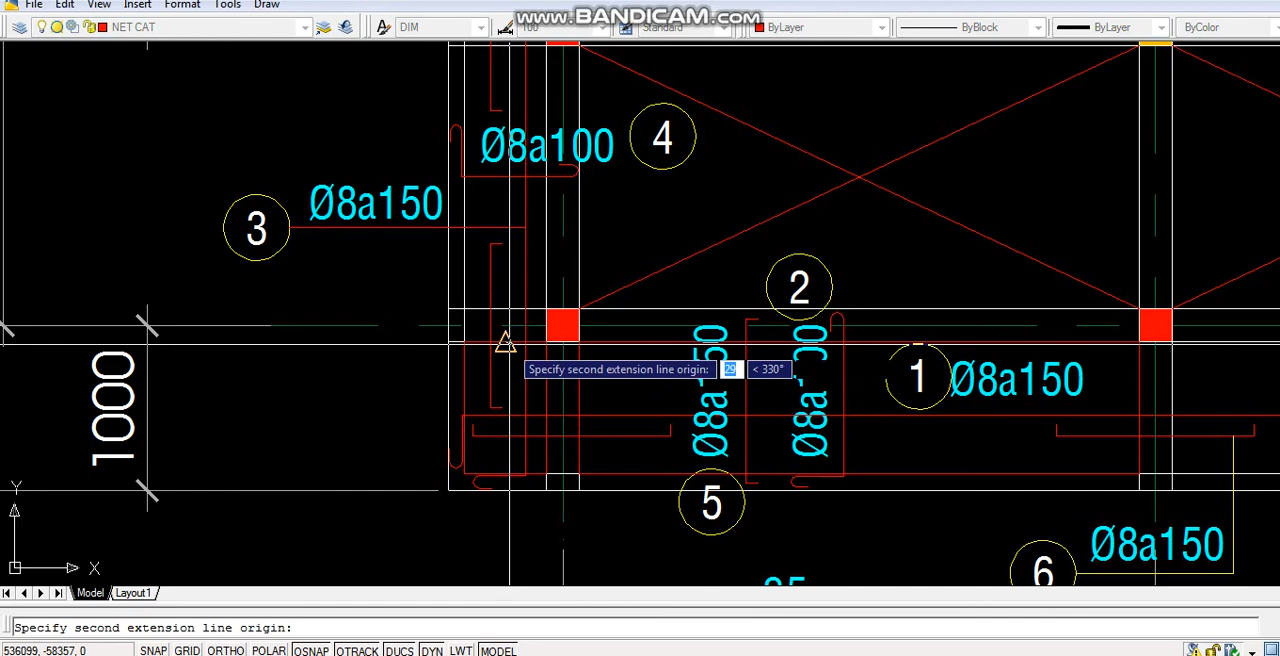 File Edit View Insert Format Tools Draw
www.BANDICAM.com
NET CAT DIM 100 Standard ByLayer ByBlock ByLayer ByColor
4
Ø8a100
3
Ø8a150
2
Specify second extension line origin: 29 < 330°
1
Ø8a150
1000
5
Y
Ø8a150
6
X
Model Layout1
Specify second extension line origin:
536099, -58357, 0 SNAP GRID ORTHO POLAR OSNAP OTRACK DUCS DYN LWT MODEL